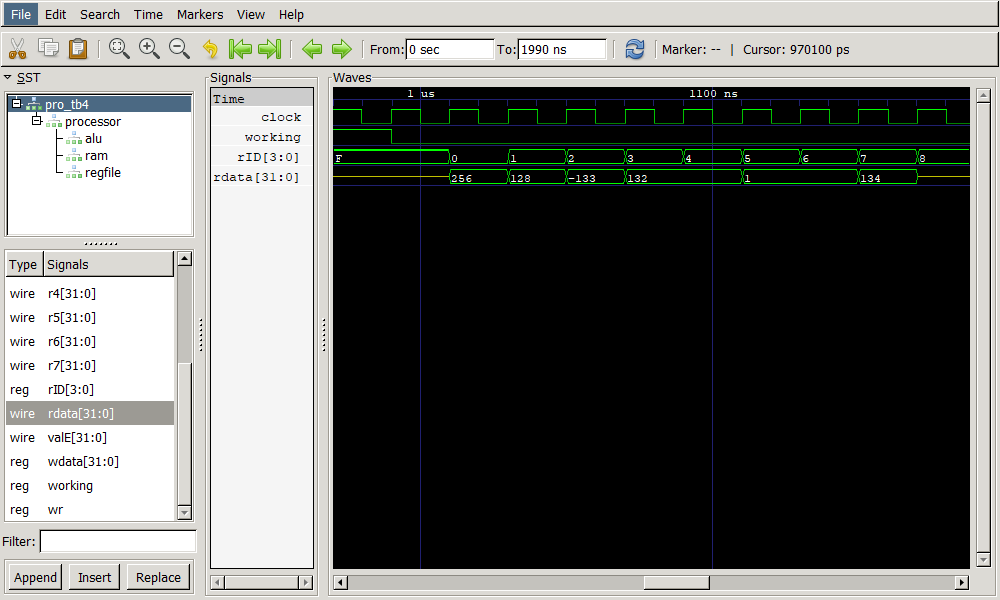 File Edit Search Time Markers View Help
From: 0 sec To: 1990 ns Marker: -- | Cursor: 970100 ps
SST
pro_tb4
processor
alu
ram
regfile
Type Signals
wire r4[31:0]
wire r5[31:0]
wire r6[31:0]
wire r7[31:0]
reg rID[3:0]
wire rdata[31:0]
wire valE[31:0]
reg wdata[31:0]
reg working
reg wr
Filter:
Append Insert Replace
Signals
Time
clock
working
rID[3:0]
rdata[31:0]
Waves
1 us 1100 ns
F 0 1 2 3 4 5 6 7 8
256 128 -133 132 1 134